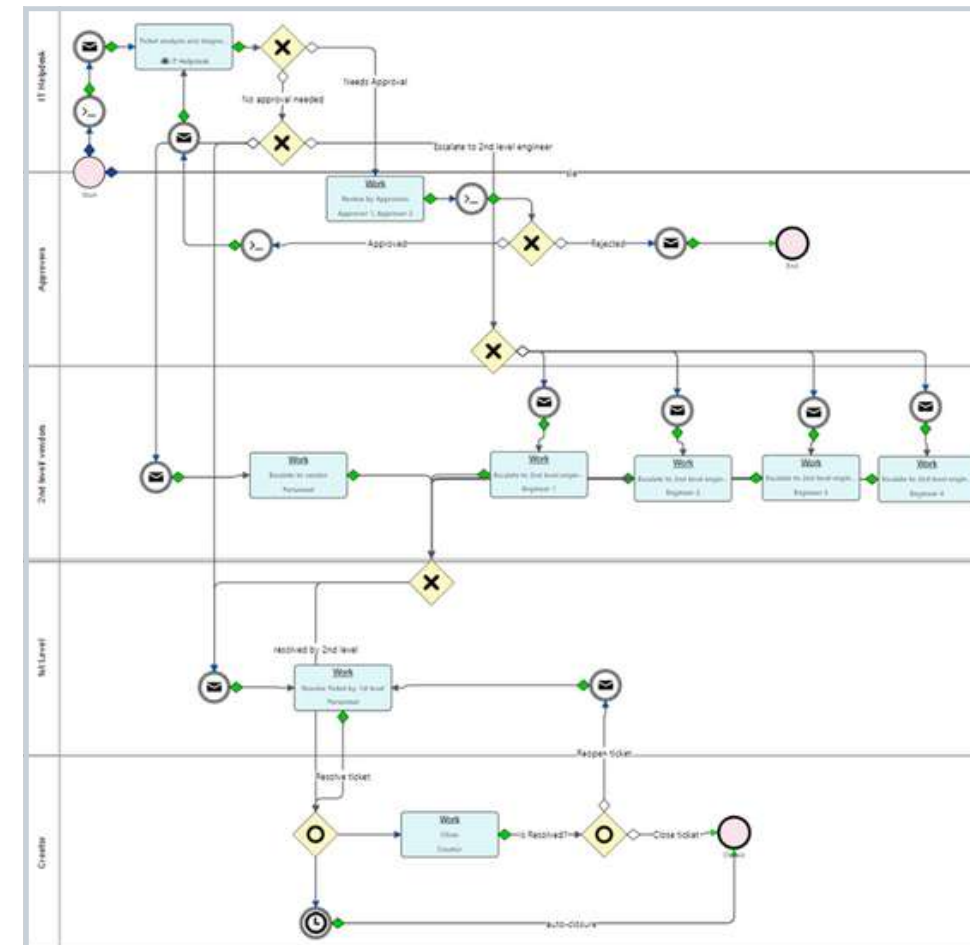 IT Helpdesk
Ticket analysis and diagno...
IT Helpdesk
Needs Approval
No approval needed
Escalate to 2nd level engineer
Start
Approvers
Work
Review by Approvers
Approver 1, Approver 2
Approved
Rejected
End
2nd level/ vendors
Work
Escalate to vendor
Personnel
Work
Escalate to 2nd level engin...
Engineer 1
Work
Escalate to 2nd level engin...
Engineer 2
Work
Escalate to 2nd level engin...
Engineer 3
Work
Escalate to 2nd level engin...
Engineer 4
1st Level
resolved by 2nd level
Work
Resolve Ticket by 1st level
Personnel
Reopen ticket
Resolve ticket
Creator
Work
Creator
Is Resolved?
Close ticket
auto-closure